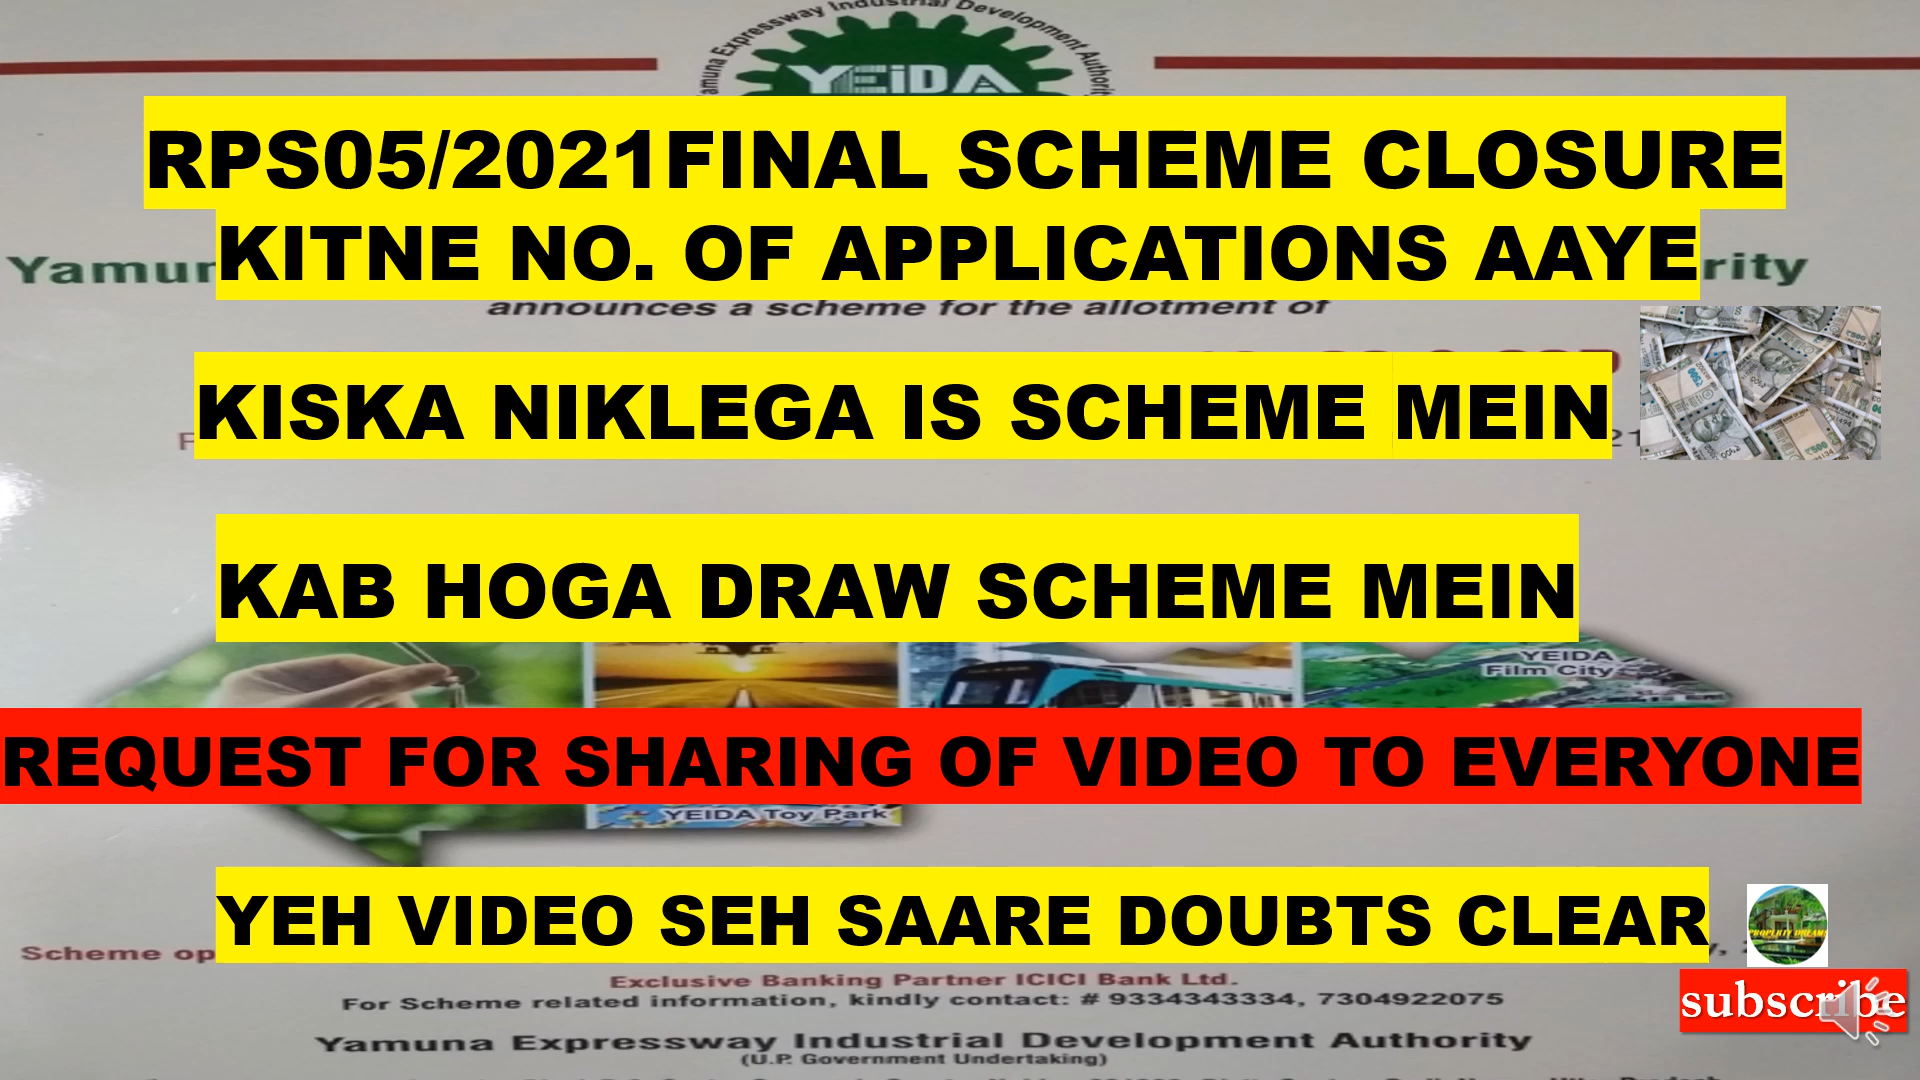 Yamuna Expressway Industrial Development Authority
YEIDA
RPS05/2021FINAL SCHEME CLOSURE
KITNE NO. OF APPLICATIONS AAYE
Yamun rity
announces a scheme for the allotment of
KISKA NIKLEGA IS SCHEME MEIN
KAB HOGA DRAW SCHEME MEIN
YEIDA
Film City
REQUEST FOR SHARING OF VIDEO TO EVERYONE
YEIDA Toy Park
YEH VIDEO SEH SAARE DOUBTS CLEAR
PROPERTY DREAMS
Scheme op
Exclusive Banking Partner ICICI Bank Ltd.
subscribe
For Scheme related information, kindly contact: # 9334343334, 7304922075
Yamuna Expressway Industrial Development Authority
(U.P. Government Undertaking)